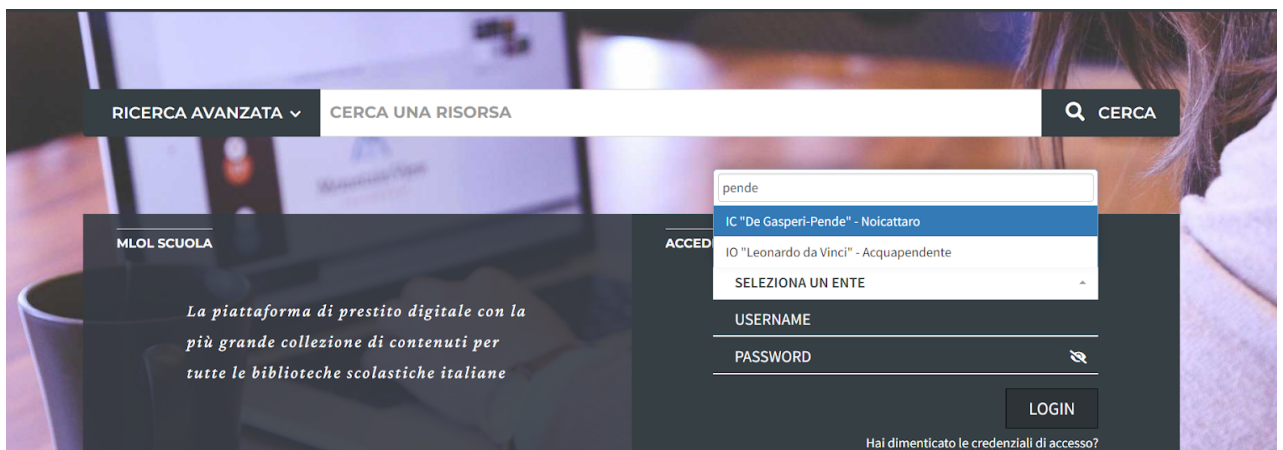 RICERCA AVANZATA
CERCA UNA RISORSA
CERCA
pende
IC "De Gasperi-Pende" - Noicattaro
IO "Leonardo da Vinci" - Acquapendente
MLOL SCUOLA
ACCEDI
SELEZIONA UN ENTE
La piattaforma di prestito digitale con la
più grande collezione di contenuti per
tutte le biblioteche scolastiche italiane
USERNAME
PASSWORD
LOGIN
Hai dimenticato le credenziali di accesso?